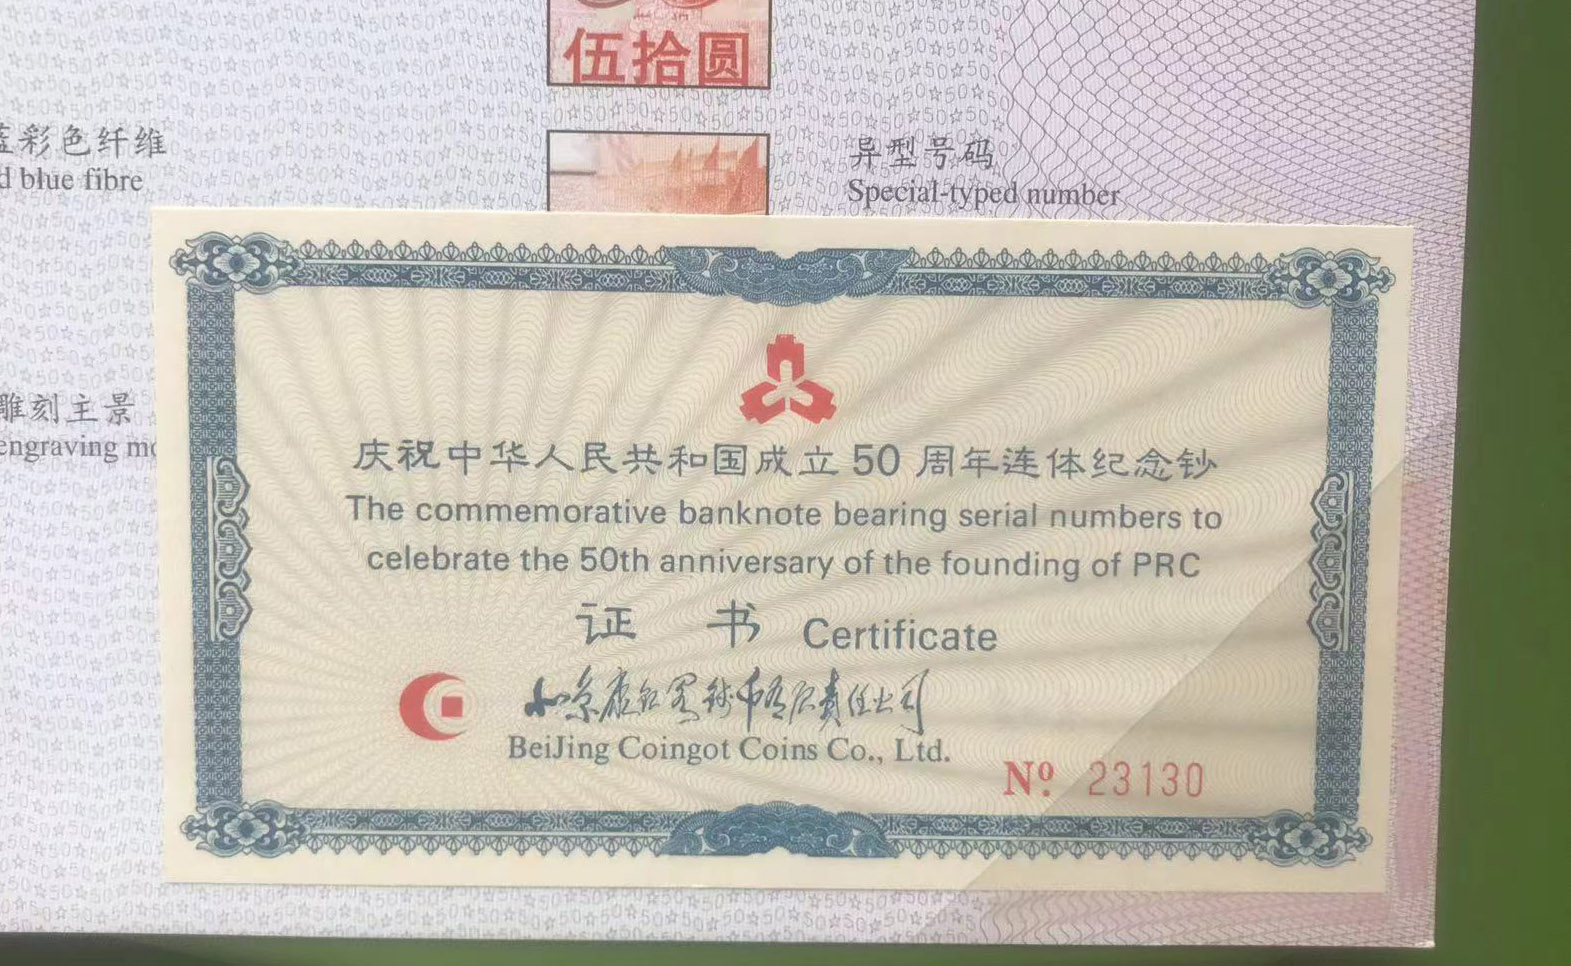 伍拾圆
彩色纤维
d blue fibre
异型号码
Special-typed number
雕刻主景
engraving
庆祝中华人民共和国成立50周年连体纪念钞
The commemorative banknote bearing serial numbers to
celebrate the 50th anniversary of the founding of PRC
证 书 Certificate
北京康银阁钱币有限责任公司
BeiJing Coingot Coins Co., Ltd.
Nº 23130